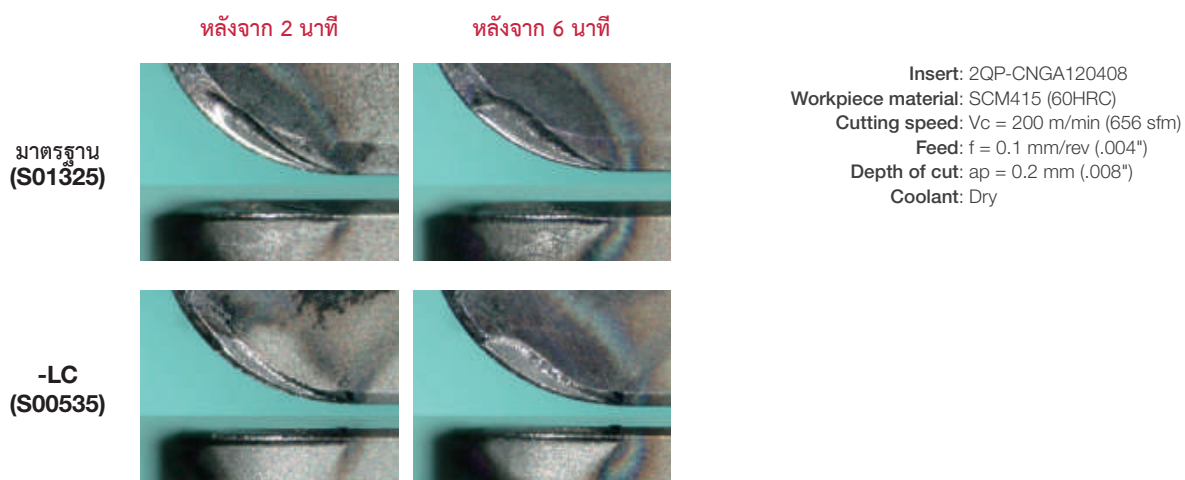 หลังจาก 2 นาที
หลังจาก 6 นาที
มาตรฐาน
(S01325)
-LC
(S00535)
Insert: 2QP-CNGA120408
Workpiece material: SCM415 (60HRC)
Cutting speed: Vc = 200 m/min (656 sfm)
Feed: f = 0.1 mm/rev (.004")
Depth of cut: ap = 0.2 mm (.008")
Coolant: Dry